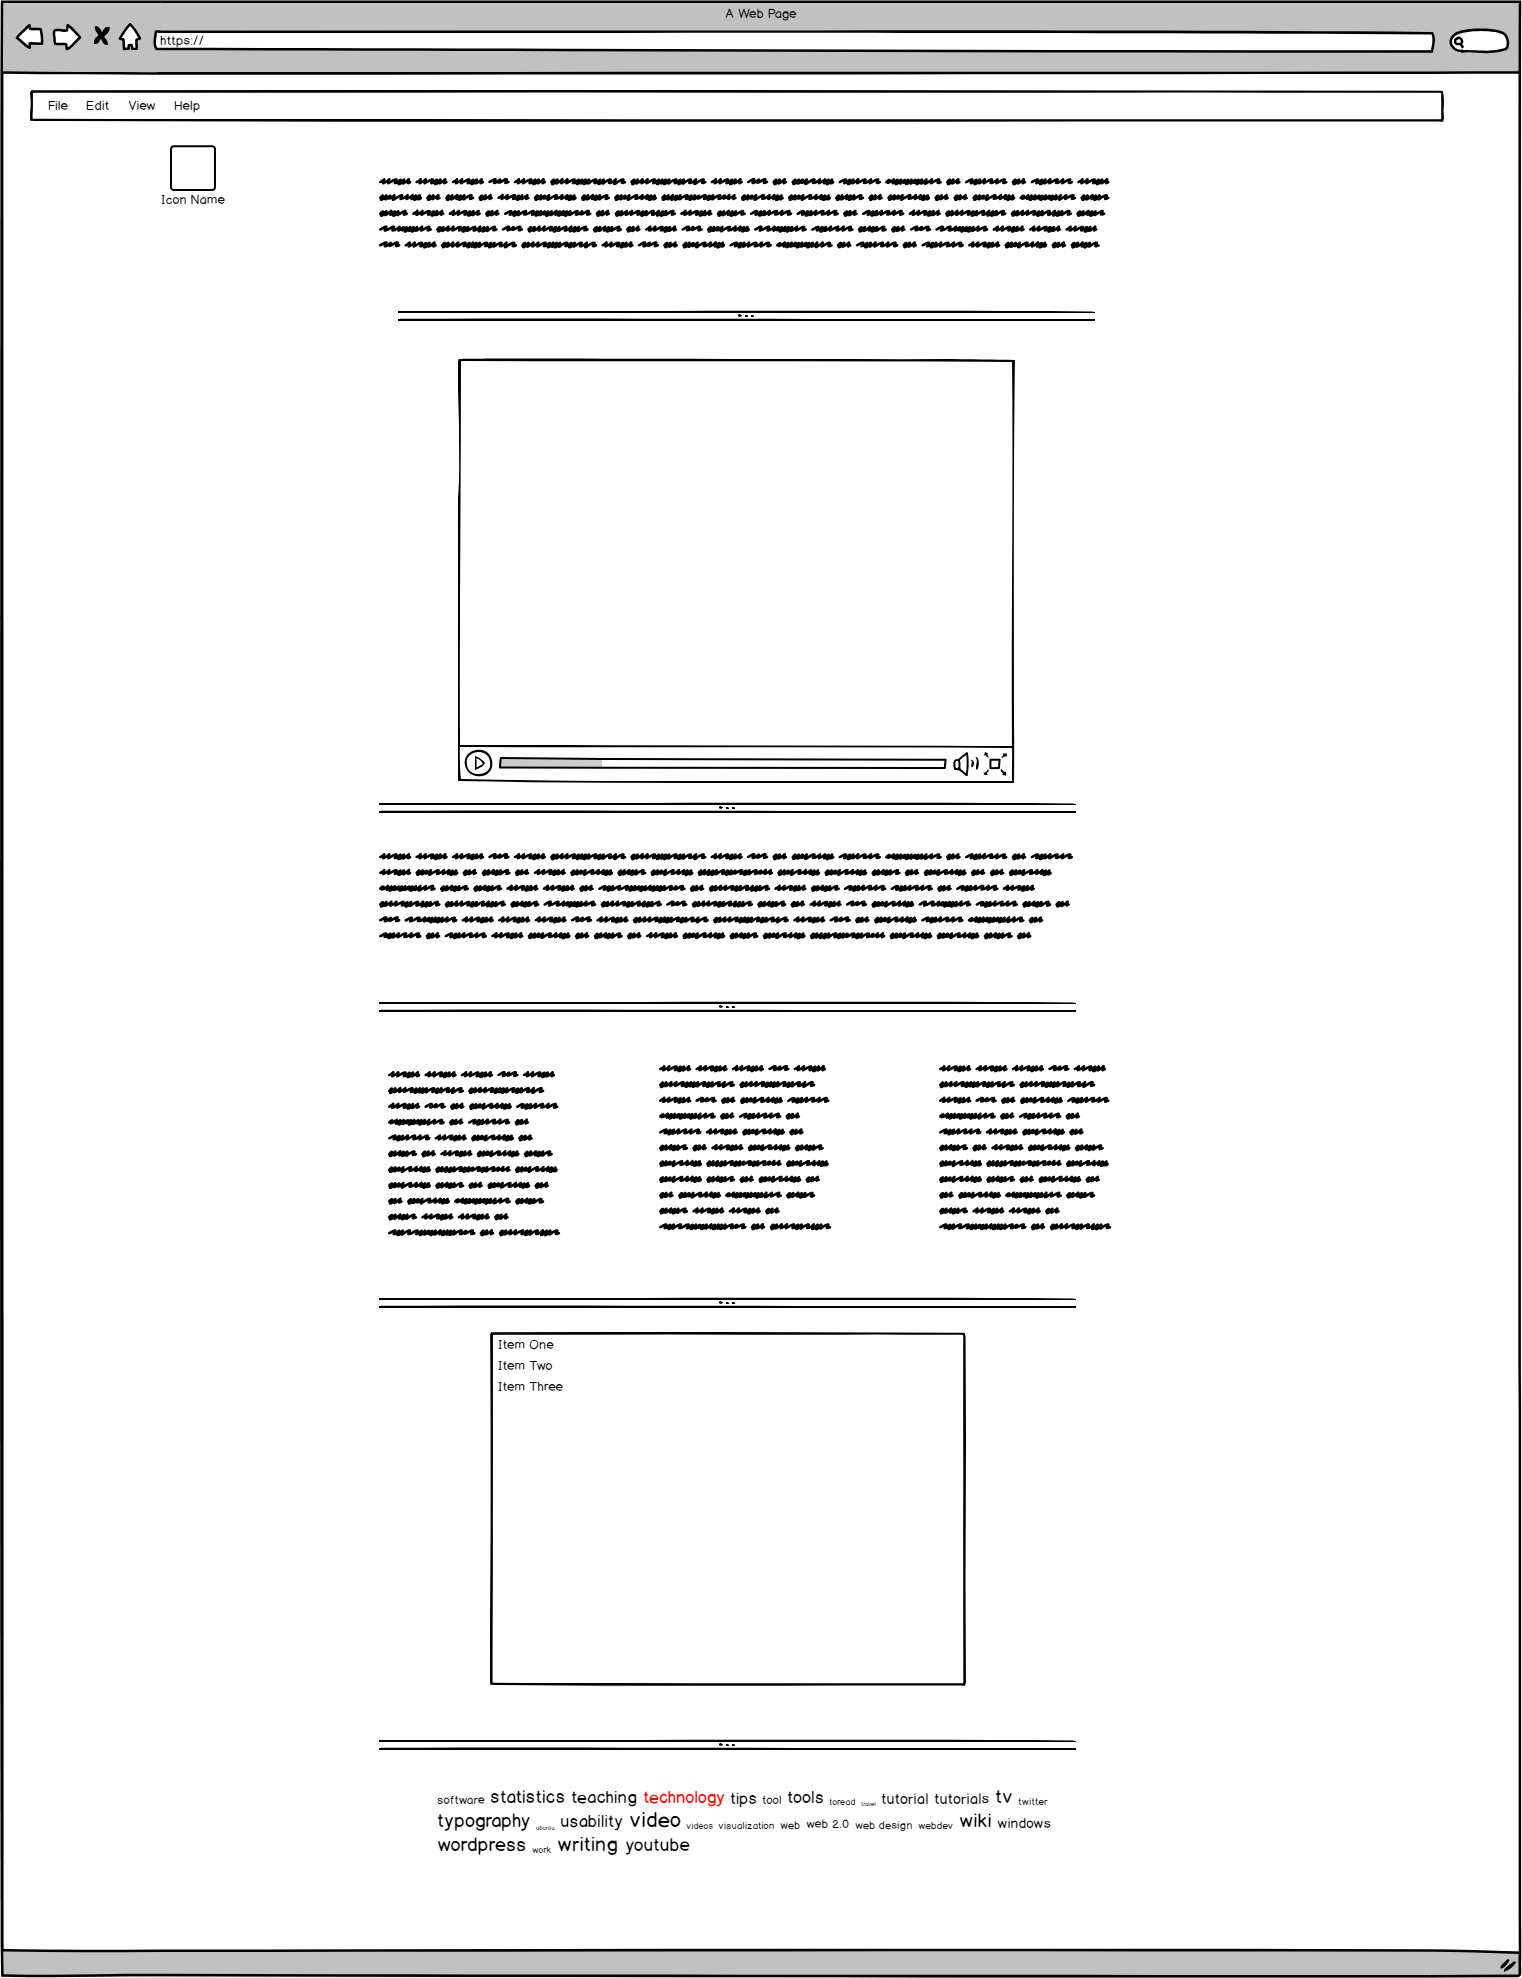 A Web Page
https://
File Edit View Help
Icon Name
Item One
Item Two
Item Three
software statistics teaching technology tips tool tools toread travel tutorial tutorials tv twitter
typography ubuntu usability video videos visualization web web 2.0 web design webdev wiki windows
wordpress work writing youtube